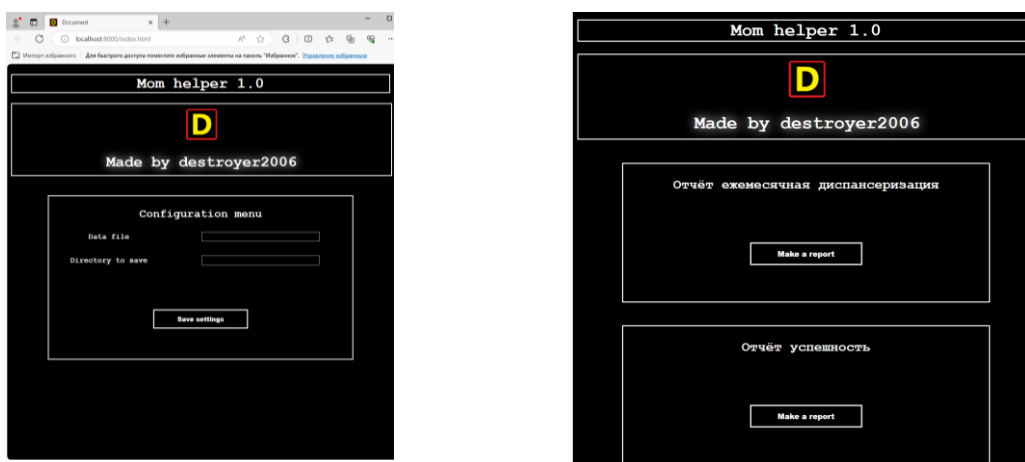 Document
localhost:8000/index.html
Импорт избранного Для быстрого доступа поместите избранные элементы на панель "Избранное". Управление избранным
Mom helper 1.0
D
Made by destroyer2006
Configuration menu
Data file
Directory to save
Save settings
Mom helper 1.0
D
Made by destroyer2006
Отчёт ежемесячная диспансеризация
Make a report
Отчёт успешность
Make a report